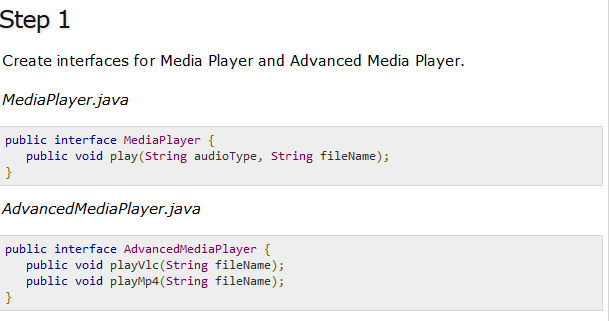 Step 1
Create interfaces for Media Player and Advanced Media Player.
MediaPlayer.java
public interface MediaPlayer {
   public void play(String audioType, String fileName);
}
AdvancedMediaPlayer.java
public interface AdvancedMediaPlayer {
   public void playVlc(String fileName);
   public void playMp4(String fileName);
}